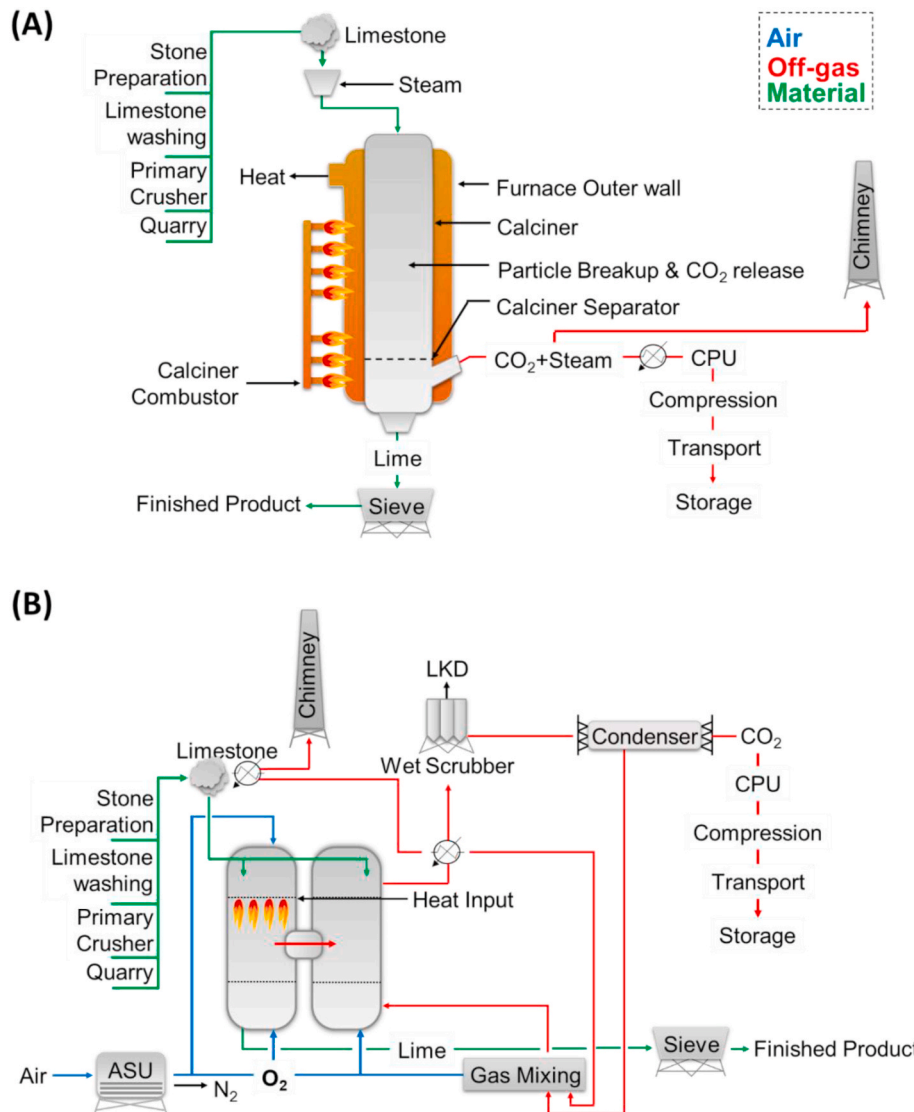 (A)
Air
Off-gas
Material
Limestone
Steam
Stone
Preparation
Limestone
washing
Primary
Crusher
Quarry
Heat
Furnace Outer wall
Calciner
Particle Breakup & CO₂ release
Calciner Separator
Chimney
Calciner
Combustor
CO₂+Steam
CPU
Compression
Transport
Storage
Lime
Finished Product
Sieve
(B)
Chimney
LKD
Limestone
Wet Scrubber
Condenser
CO₂
CPU
Compression
Transport
Storage
Stone
Preparation
Limestone
washing
Primary
Crusher
Quarry
Heat Input
Lime
Sieve
Finished Product
Air
ASU
N₂
O₂
Gas Mixing